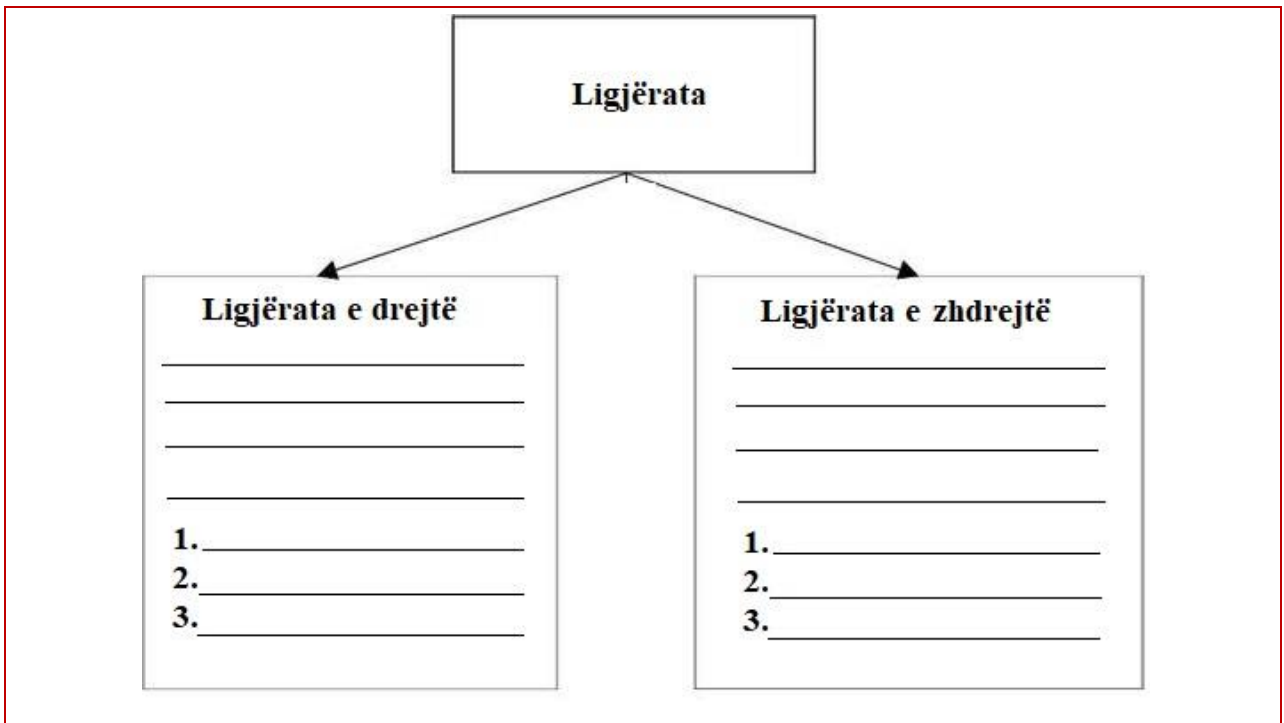 Ligjërata
Ligjërata e drejtë
1.
2.
3.
Ligjërata e zhdrejtë
1.
2.
3.